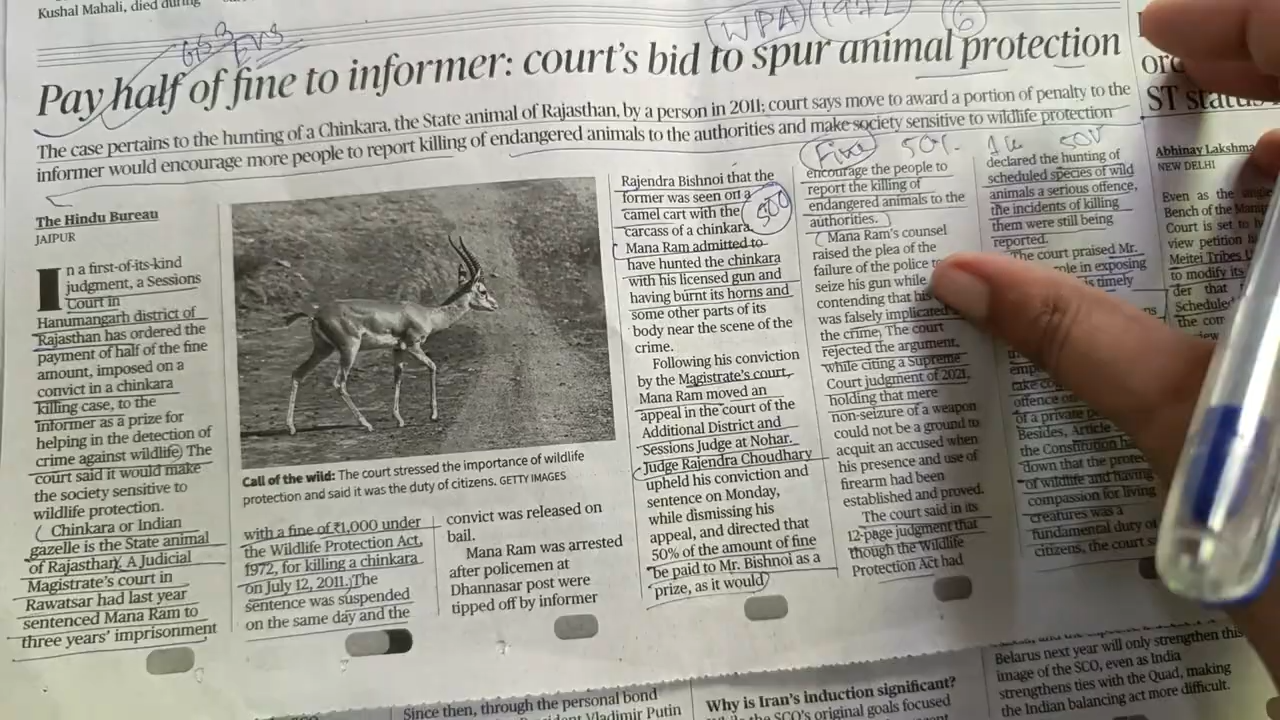 Kushal Mahali, died during
GS3 EVS
WPA 1972 6
Pay half of fine to informer: court's bid to spur animal protection
The case pertains to the hunting of a Chinkara, the State animal of Rajasthan, by a person in 2011; court says move to award a portion of penalty to the
informer would encourage more people to report killing of endangered animals to the authorities and make society sensitive to wildlife protection
The Hindu Bureau
JAIPUR
In a first-of-its-kind
judgment, a Sessions
Court in
Hanumangarh district of
Rajasthan has ordered the
payment of half of the fine
amount, imposed on a
convict in a chinkara
killing case, to the
informer as a prize for
helping in the detection of
crime against wildlife. The
court said it would make
the society sensitive to
wildlife protection.
Chinkara or Indian
gazelle is the State animal
of Rajasthan. A Judicial
Magistrate's court in
Rawatsar had last year
sentenced Mana Ram to
three years' imprisonment
Call of the wild: The court stressed the importance of wildlife
protection and said it was the duty of citizens. GETTY IMAGES
with a fine of ₹1,000 under
the Wildlife Protection Act,
1972, for killing a chinkara
on July 12, 2011. The
sentence was suspended
on the same day and the
convict was released on
bail.
Mana Ram was arrested
after policemen at
Dhannasar post were
tipped off by informer
Rajendra Bishnoi that the
former was seen on a
camel cart with the
carcass of a chinkara.
500
Mana Ram admitted to
have hunted the chinkara
with his licensed gun and
having burnt its horns and
some other parts of its
body near the scene of the
crime.
Following his conviction
by the Magistrate's court,
Mana Ram moved an
appeal in the court of the
Additional District and
Sessions Judge at Nohar.
Judge Rajendra Choudhary
upheld his conviction and
sentence on Monday,
while dismissing his
appeal, and directed that
50% of the amount of fine
be paid to Mr. Bishnoi as a
prize, as it would
Fine 50%
encourage the people to
report the killing of
endangered animals to the
authorities.
Mana Ram's counsel
raised the plea of the
failure of the police to
seize his gun while
contending that his
was falsely implicated
the crime. The court
rejected the argument,
while citing a Supreme
Court judgment of 2021,
holding that mere
non-seizure of a weapon
could not be a ground to
acquit an accused when
his presence and use of
firearm had been
established and proved.
The court said in its
12-page judgment that
though the Wildlife
Protection Act had
1k 500
declared the hunting of
scheduled species of wild
animals a serious offence,
the incidents of killing
them were still being
reported.
The court praised Mr.
role in exposing
is timely
take
offence
of a private
Besides, Article
the Constitution
down that the
of wildlife and having
compassion for living
creatures was a
fundamental duty of
citizens, the court
ST status
Abhinay Lakshma
NEW DELHI
Even as the single
Bench of the
Court is set to
view petition
Meitei Tribes
to modify its
der that
Scheduled
the
Since then, through the personal bond
Vladimir Putin
Why is Iran's induction significant?
SCO's original goals focused
Belarus next year will only strengthen this
image of the SCO, even as India
strengthens ties with the Quad, making
the Indian balancing act more difficult.